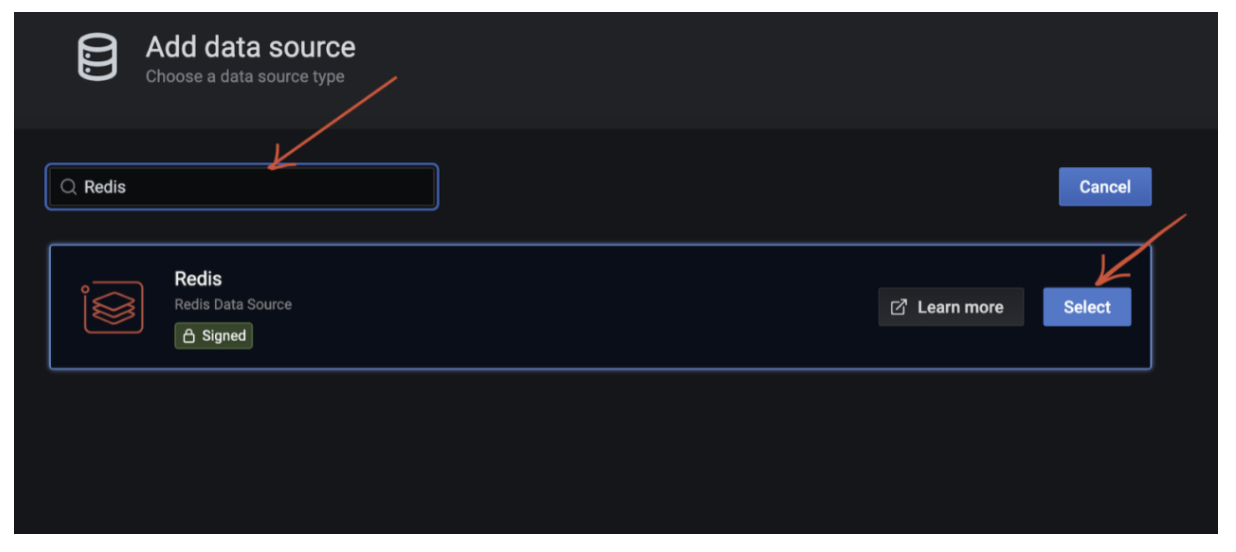 Add data source
Choose a data source type
Redis
Cancel
Redis
Redis Data Source
Signed
Learn more
Select